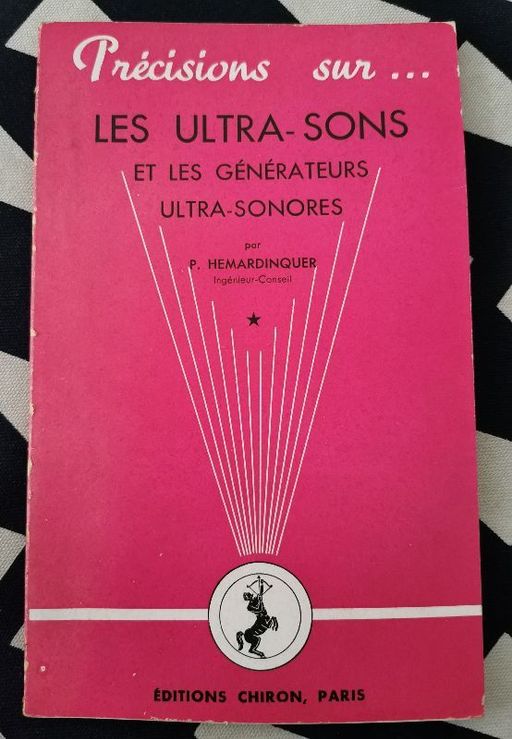 Précisions sur...
LES ULTRA-SONS
ET LES GÉNÉRATEURS
ULTRA-SONORES
par
P. HEMARDINQUER
Ingénieur-Conseil
ÉDITIONS CHIRON, PARIS